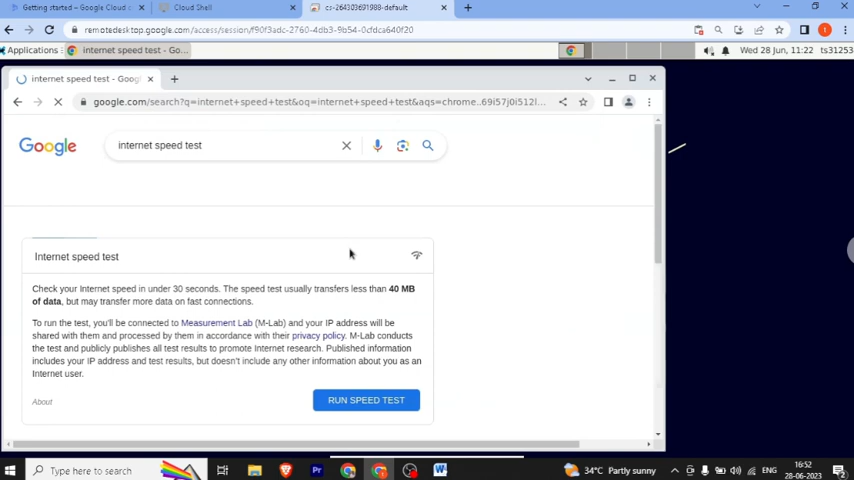 Getting started – Google Cloud s
Cloud Shell
cs-264303691988-default
remotedesktop.google.com/access/session/f90f3adc-2760-4db3-9b54-0cfdca640f20
Applications
internet speed test - Go...
Wed 28 Jun, 11:22
ts31253
internet speed test - Googl
google.com/search?q=internet+speed+test&oq=internet+speed+test&aqs=chrome..69i57j0i512l...
Google
internet speed test
Internet speed test
Check your Internet speed in under 30 seconds. The speed test usually transfers less than 40 MB
of data, but may transfer more data on fast connections.
To run the test, you'll be connected to Measurement Lab (M-Lab) and your IP address will be
shared with them and processed by them in accordance with their privacy policy. M-Lab conducts
the test and publicly publishes all test results to promote Internet research. Published information
includes your IP address and test results, but doesn't include any other information about you as an
Internet user.
About
RUN SPEED TEST
Type here to search
Pr
W
34°C Partly sunny
ENG
16:52
28-06-2023
2